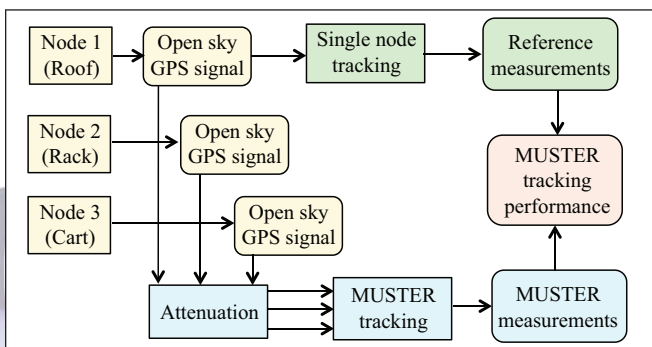 Node 1
(Roof)
Open sky
GPS signal
Single node
tracking
Reference
measurements
Node 2
(Rack)
Open sky
GPS signal
MUSTER
tracking
performance
Node 3
(Cart)
Open sky
GPS signal
Attenuation
MUSTER
tracking
MUSTER
measurements